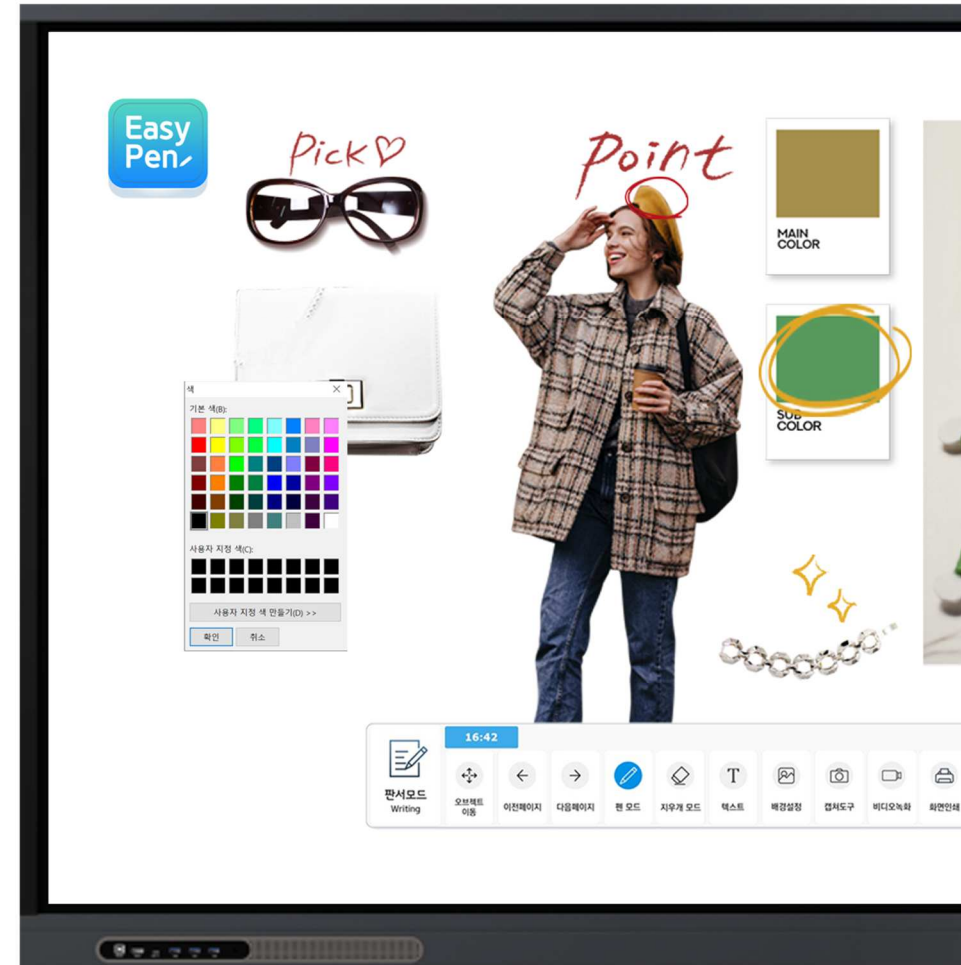 Easy
Pen
Pick♡
Point
MAIN
COLOR
SUB
COLOR
색
기본 색(B):
사용자 지정 색(C):
사용자 지정 색 만들기(D) >>
확인
취소
16:42
판서모드
Writing
오브젝트
이동
이전페이지
다음페이지
펜 모드
지우개 모드
텍스트
배경설정
캡쳐도구
비디오녹화
화면인쇄